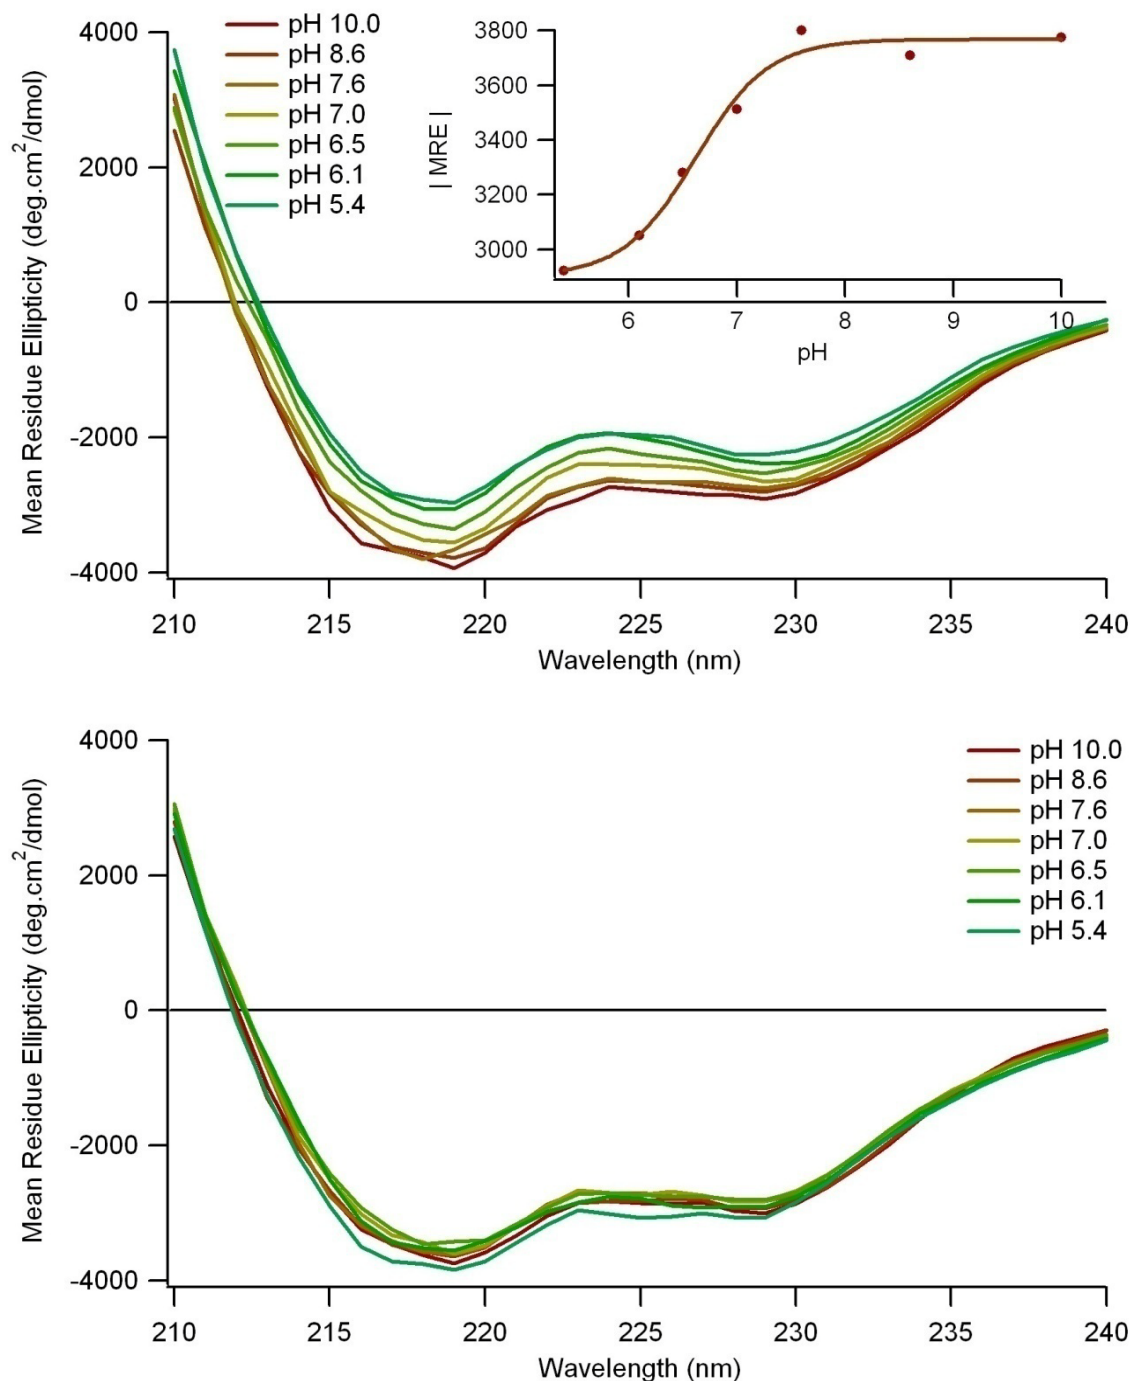 4000
2000
0
-2000
-4000
Mean Residue Ellipticity (deg.cm²/dmol)
pH 10.0
pH 8.6
pH 7.6
pH 7.0
pH 6.5
pH 6.1
pH 5.4
3800
3600
3400
3200
3000
| MRE |
6 7 8 9 10
pH
210 215 220 225 230 235 240
Wavelength (nm)
4000
2000
0
-2000
-4000
Mean Residue Ellipticity (deg.cm²/dmol)
pH 10.0
pH 8.6
pH 7.6
pH 7.0
pH 6.5
pH 6.1
pH 5.4
210 215 220 225 230 235 240
Wavelength (nm)